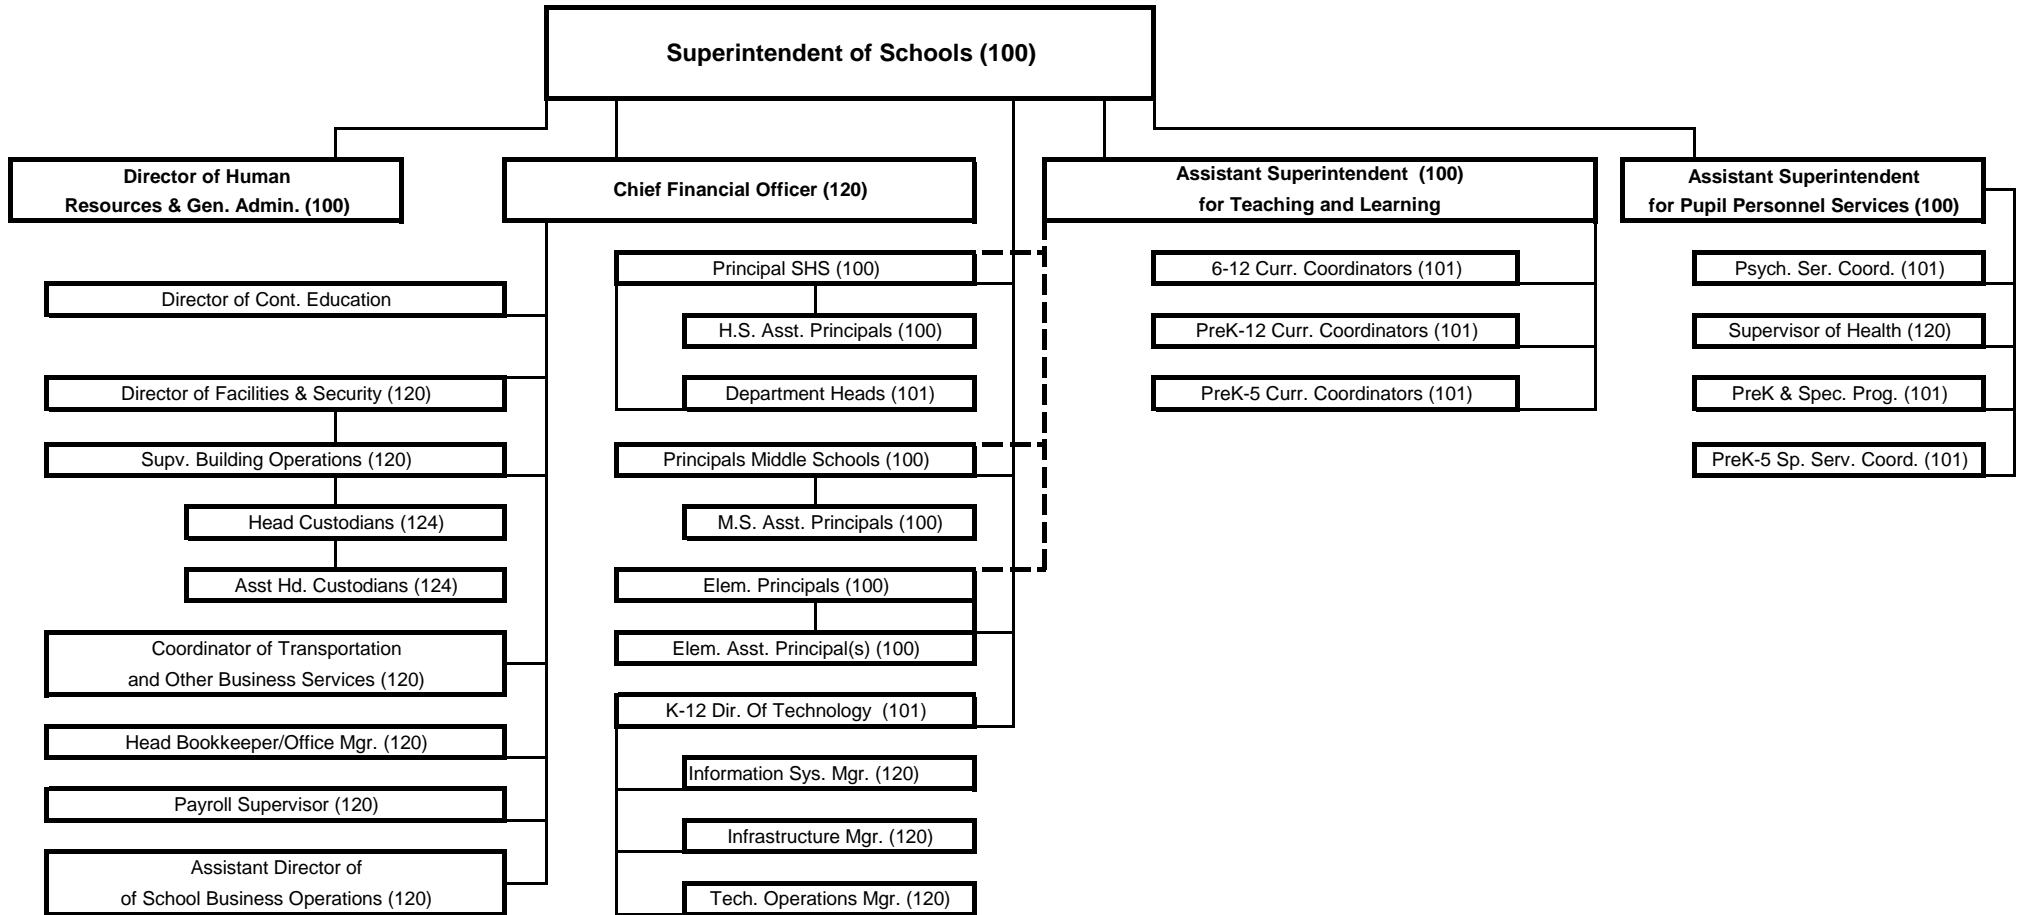 Superintendent of Schools (100)
Director of Human
Resources & Gen. Admin. (100)
Chief Financial Officer (120)
Assistant Superintendent  (100)
for Teaching and Learning
Assistant Superintendent
for Pupil Personnel Services (100)
Director of Cont. Education
Director of Facilities & Security (120)
Supv. Building Operations (120)
Head Custodians (124)
Asst Hd. Custodians (124)
Coordinator of Transportation
and Other Business Services (120)
Head Bookkeeper/Office Mgr. (120)
Payroll Supervisor (120)
Assistant Director of
of School Business Operations (120)
Principal SHS (100)
H.S. Asst. Principals (100)
Department Heads (101)
Principals Middle Schools (100)
M.S. Asst. Principals (100)
Elem. Principals (100)
Elem. Asst. Principal(s) (100)
K-12 Dir. Of Technology  (101)
Information Sys. Mgr. (120)
Infrastructure Mgr. (120)
Tech. Operations Mgr. (120)
6-12 Curr. Coordinators (101)
PreK-12 Curr. Coordinators (101)
PreK-5 Curr. Coordinators (101)
Psych. Ser. Coord. (101)
Supervisor of Health (120)
PreK & Spec. Prog. (101)
PreK-5 Sp. Serv. Coord. (101)